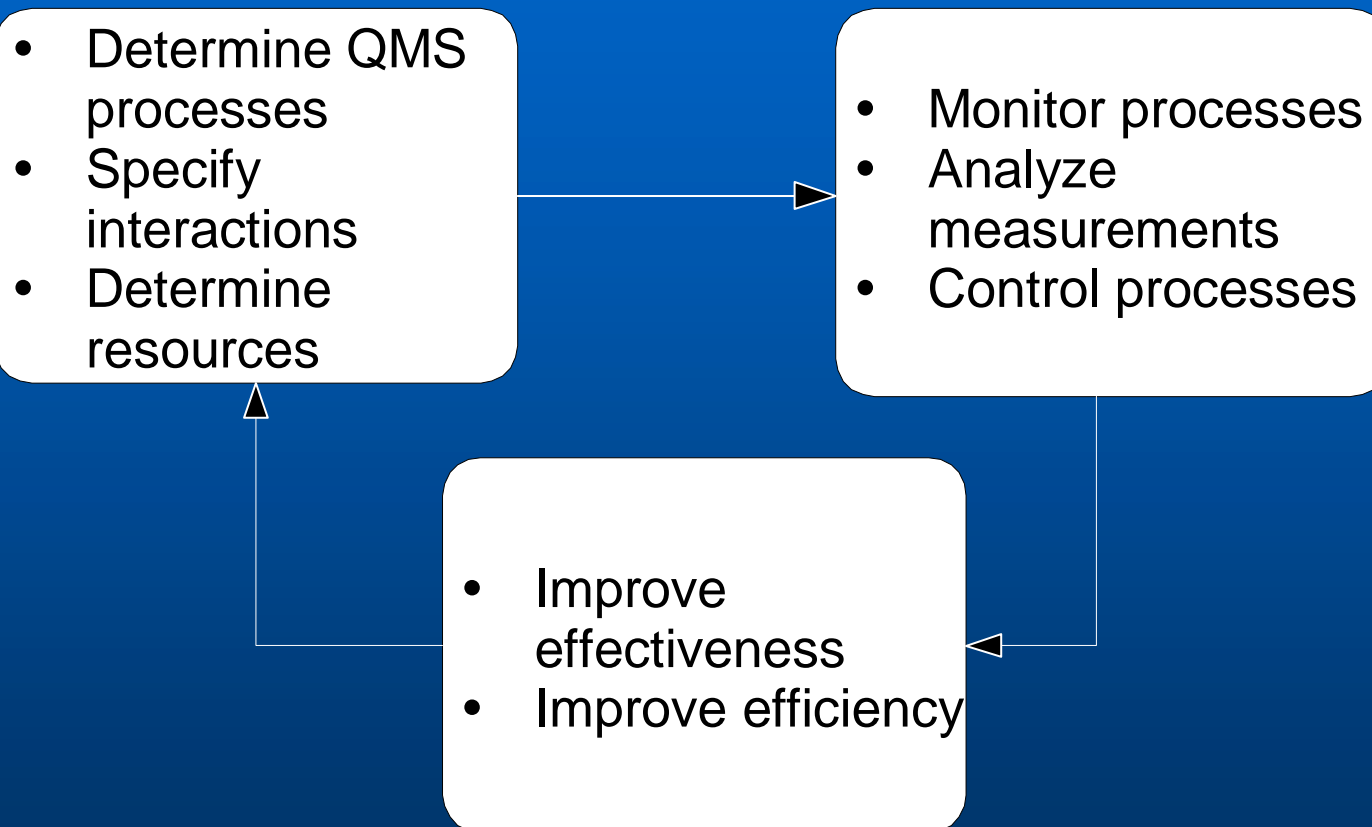 • Determine QMS
processes
• Specify
interactions
• Determine
resources
• Monitor processes
• Analyze
measurements
• Control processes
• Improve
effectiveness
• Improve efficiency